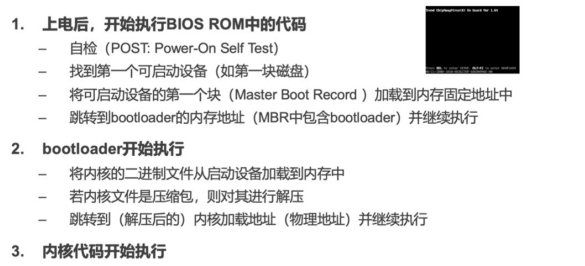 1. 上电后，开始执行BIOS ROM中的代码
– 自检（POST: Power-On Self Test）
– 找到第一个可启动设备（如第一块磁盘）
– 将可启动设备的第一个块（Master Boot Record ）加载到内存固定地址中
– 跳转到bootloader的内存地址（MBR中包含bootloader）并继续执行
2. bootloader开始执行
– 将内核的二进制文件从启动设备加载到内存中
– 若内核文件是压缩包，则对其进行解压
– 跳转到（解压后的）内核加载地址（物理地址）并继续执行
3. 内核代码开始执行